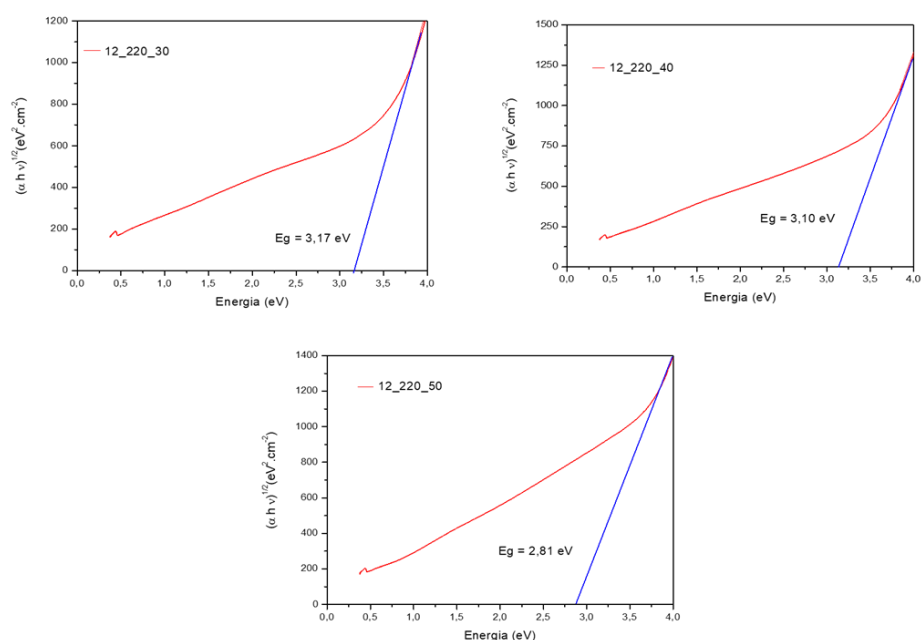 12_220_30
(α h ν)^1/2 (eV^2.cm^-2)
1200
1000
800
600
400
200
0
Eg = 3,17 eV
0,0 0,5 1,0 1,5 2,0 2,5 3,0 3,5 4,0
Energia (eV)
12_220_40
(α h ν)^1/2 (eV^2.cm^-2)
1500
1250
1000
750
500
250
0
Eg = 3,10 eV
0,0 0,5 1,0 1,5 2,0 2,5 3,0 3,5 4,0
Energia (eV)
12_220_50
(α h ν)^1/2 (eV^2.cm^-2)
1400
1200
1000
800
600
400
200
0
Eg = 2,81 eV
0,0 0,5 1,0 1,5 2,0 2,5 3,0 3,5 4,0
Energia (eV)